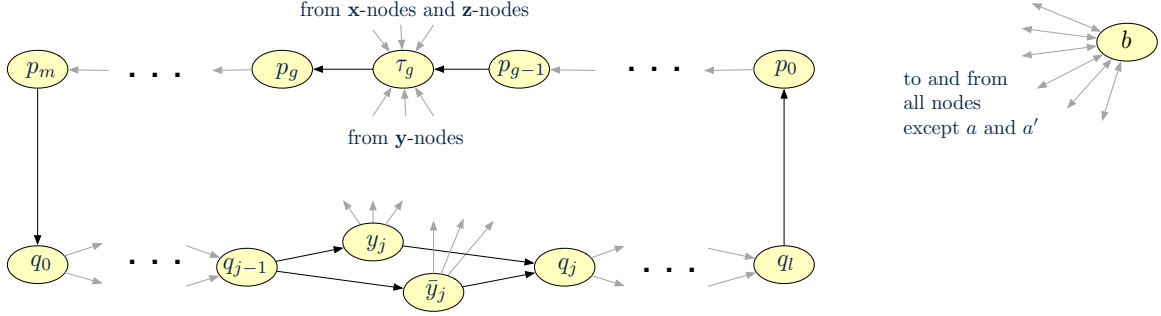 from x-nodes and z-nodes
p_m
. . .
p_g
τ_g
p_{g−1}
. . .
p_0
b
to and from
all nodes
except a and a′
from y-nodes
q_0
. . .
q_{j−1}
y_j
ȳ_j
q_j
. . .
q_l